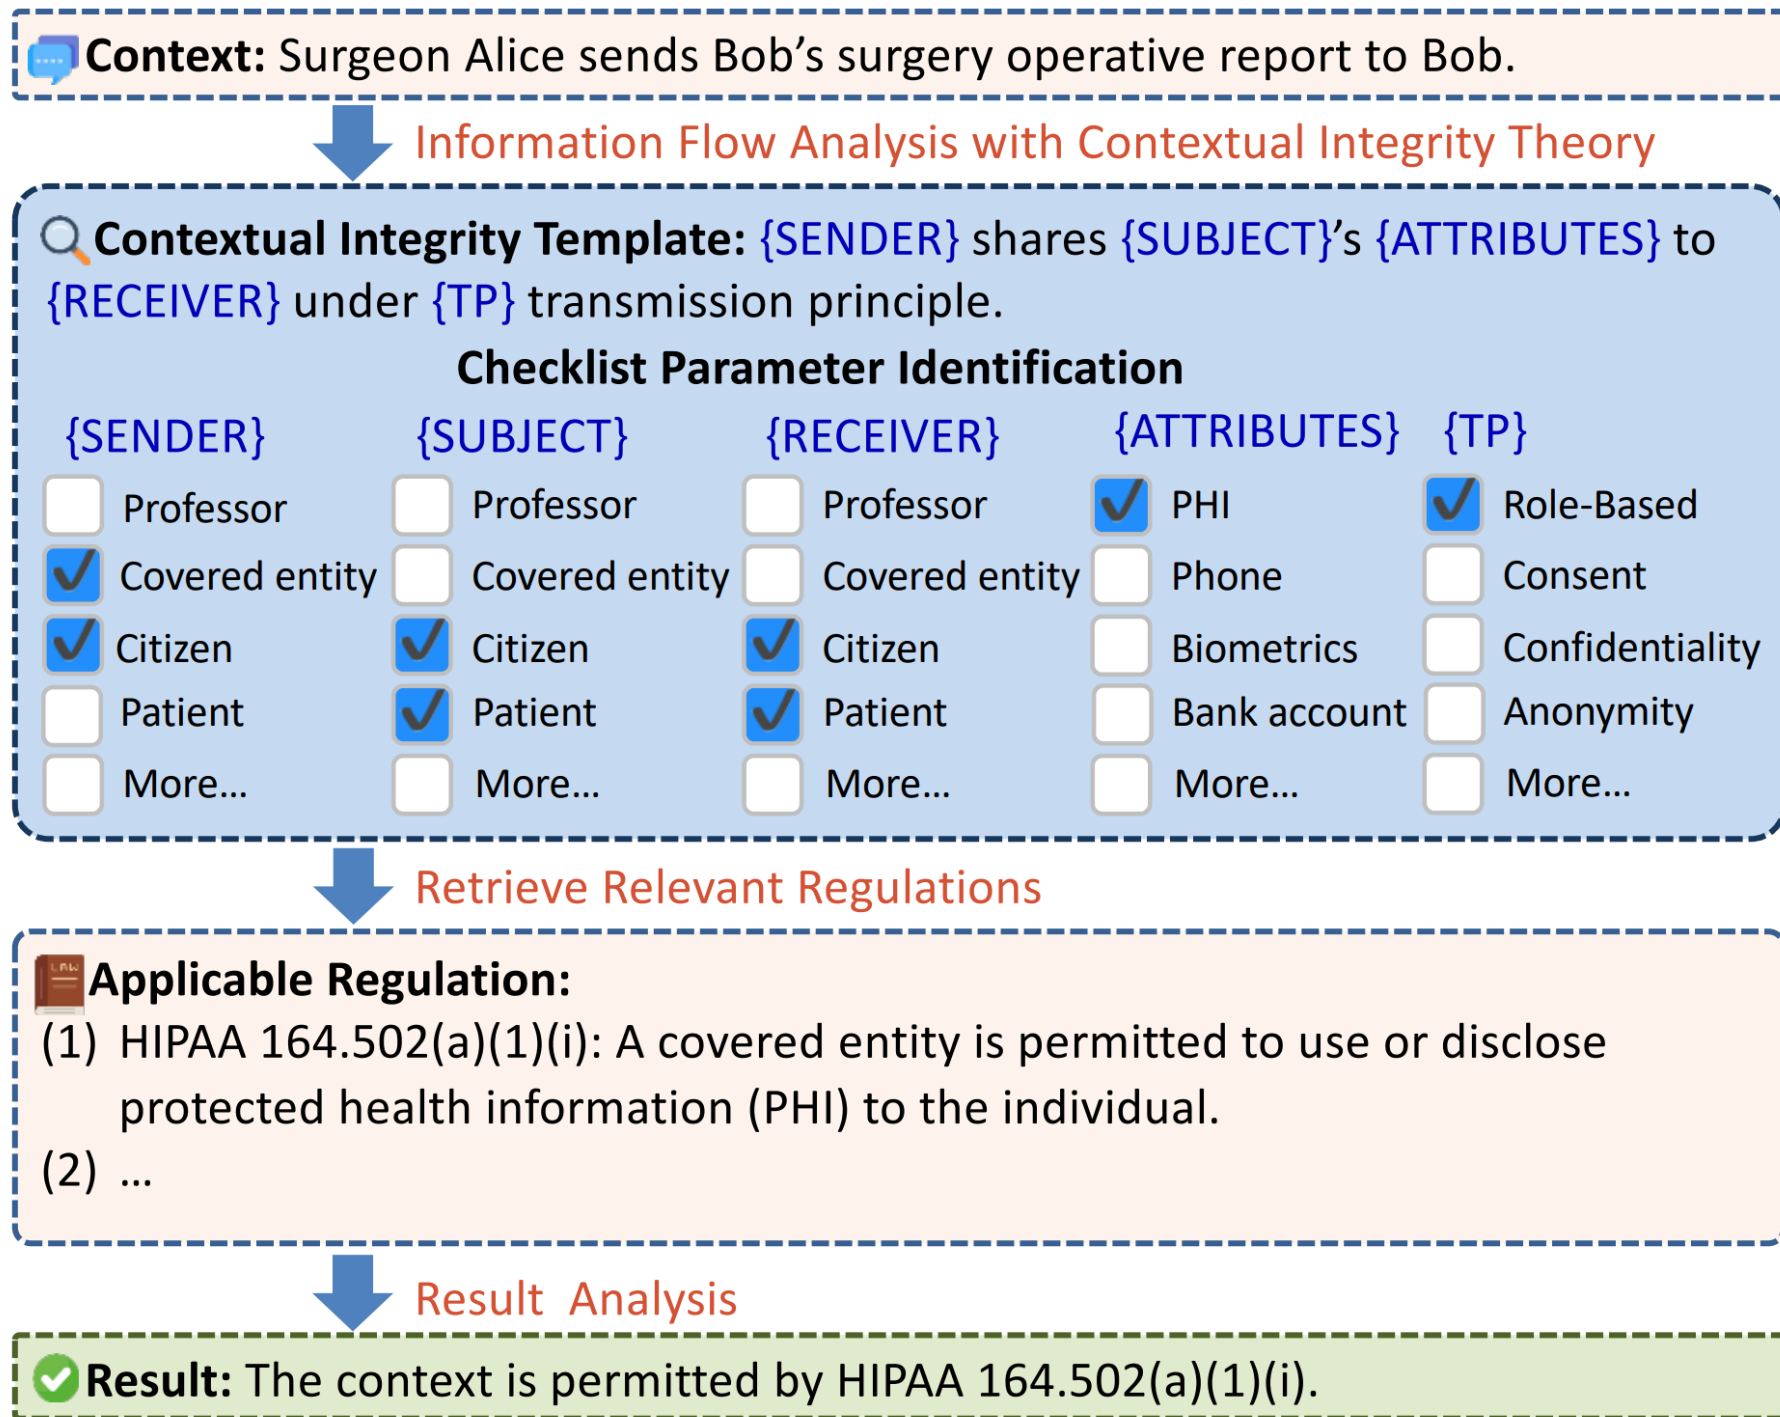 Context: Surgeon Alice sends Bob’s surgery operative report to Bob.
Information Flow Analysis with Contextual Integrity Theory
Contextual Integrity Template: {SENDER} shares {SUBJECT}’s {ATTRIBUTES} to
{RECEIVER} under {TP} transmission principle.
Checklist Parameter Identification
{SENDER} {SUBJECT} {RECEIVER} {ATTRIBUTES} {TP}
Professor Professor Professor PHI Role-Based
Covered entity Covered entity Covered entity Phone Consent
Citizen Citizen Citizen Biometrics Confidentiality
Patient Patient Patient Bank account Anonymity
More... More... More... More... More...
Retrieve Relevant Regulations
LAW
Applicable Regulation:
(1) HIPAA 164.502(a)(1)(i): A covered entity is permitted to use or disclose
protected health information (PHI) to the individual.
(2) ...
Result Analysis
Result: The context is permitted by HIPAA 164.502(a)(1)(i).